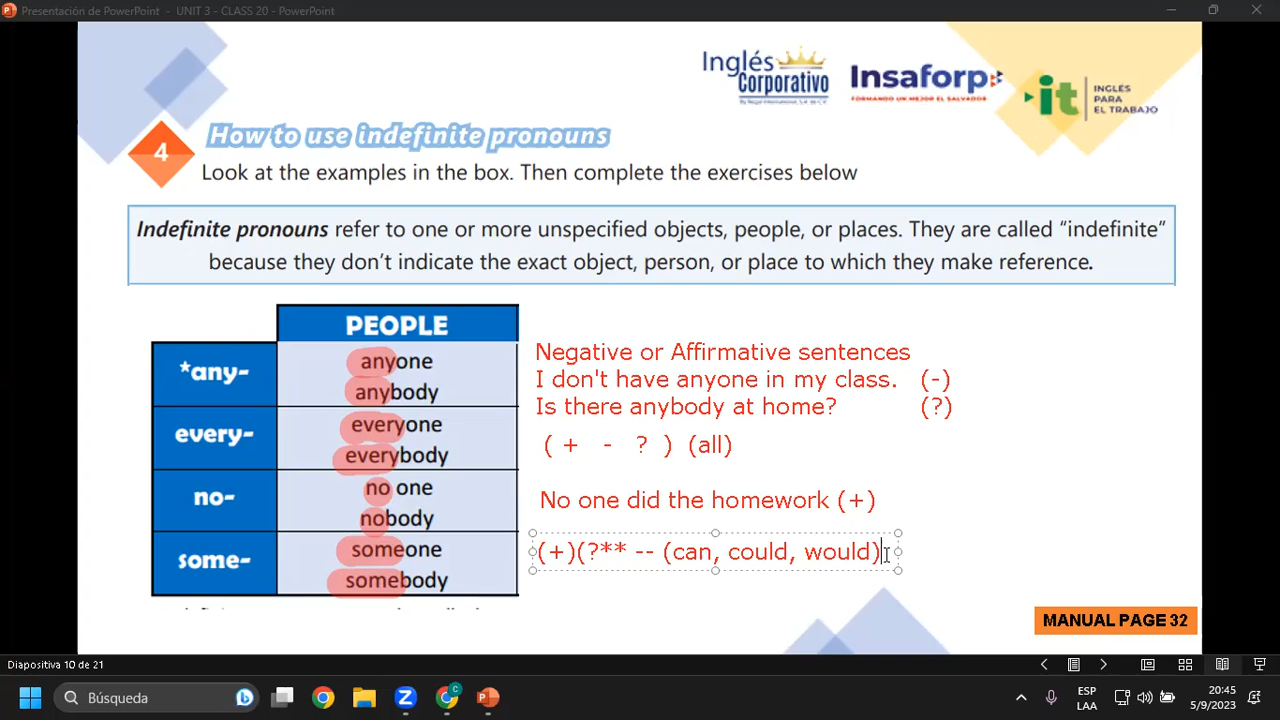 Presentación de PowerPoint - UNIT 3 - CLASS 20 - PowerPoint
Inglés
Corporativo
Insaforp
FORMANDO UN MEJOR EL SALVADOR
it
INGLÉS
PARA
EL TRABAJO
4
How to use indefinite pronouns
Look at the examples in the box. Then complete the exercises below
Indefinite pronouns refer to one or more unspecified objects, people, or places. They are called “indefinite”
because they don’t indicate the exact object, person, or place to which they make reference.
PEOPLE
*any-
anyone
anybody
every-
everyone
everybody
no-
no one
nobody
some-
someone
somebody
Negative or Affirmative sentences
I don't have anyone in my class. (-)
Is there anybody at home? (?)
( + - ? ) (all)
No one did the homework (+)
(+)(?** -- (can, could, would)
MANUAL PAGE 32
Diapositiva 10 de 21
Búsqueda
ESP
LAA
20:45
5/9/2023